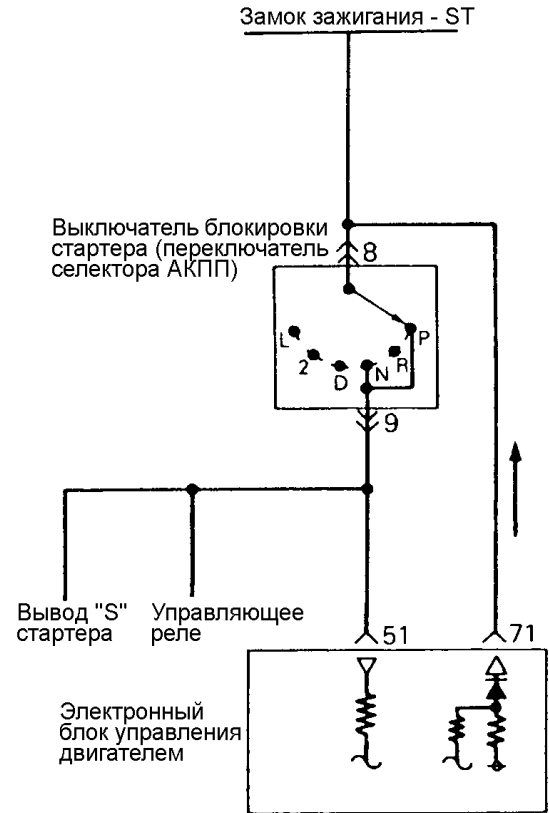 Замок зажигания - ST
Выключатель блокировки
стартера (переключатель
селектора АКПП)
8
L
2
D
N
R
P
9
Вывод "S"
стартера
Управляющее
реле
51
71
Электронный
блок управления
двигателем